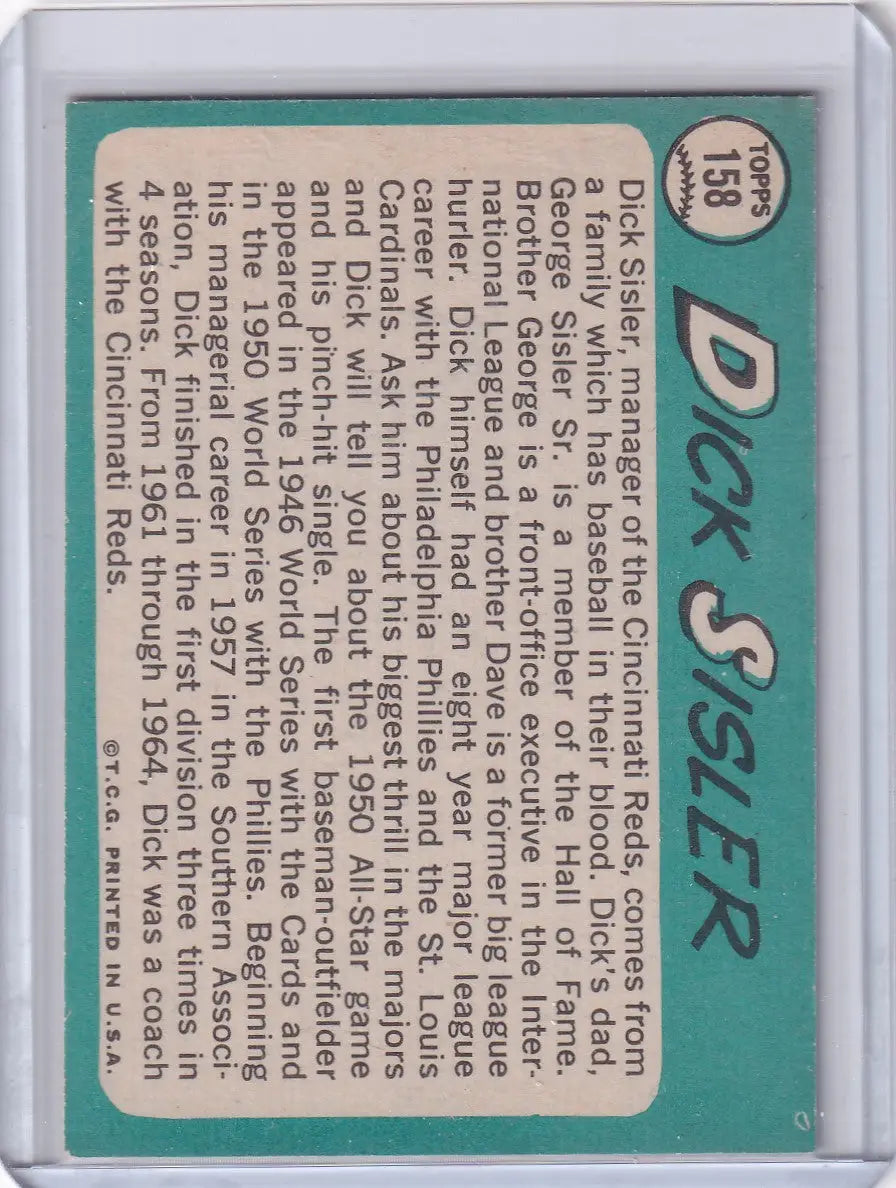 TOPPS
158
DICK SISLER
Dick Sisler, manager of the Cincinnati Reds, comes from
a family which has baseball in their blood. Dick's dad,
George Sisler Sr. is a member of the Hall of Fame.
Brother George is a front-office executive in the Inter-
national League and brother Dave is a former big league
hurler. Dick himself had an eight year major league
career with the Philadelphia Phillies and the St. Louis
Cardinals. Ask him about his biggest thrill in the majors
and Dick will tell you about the 1950 All-Star game
and his pinch-hit single. The first baseman-outfielder
appeared in the 1946 World Series with the Cards and
in the 1950 World Series with the Phillies. Beginning
his managerial career in 1957 in the Southern Associ-
ation, Dick finished in the first division three times in
4 seasons. From 1961 through 1964, Dick was a coach
with the Cincinnati Reds.
©T.C.G. PRINTED IN U.S.A.